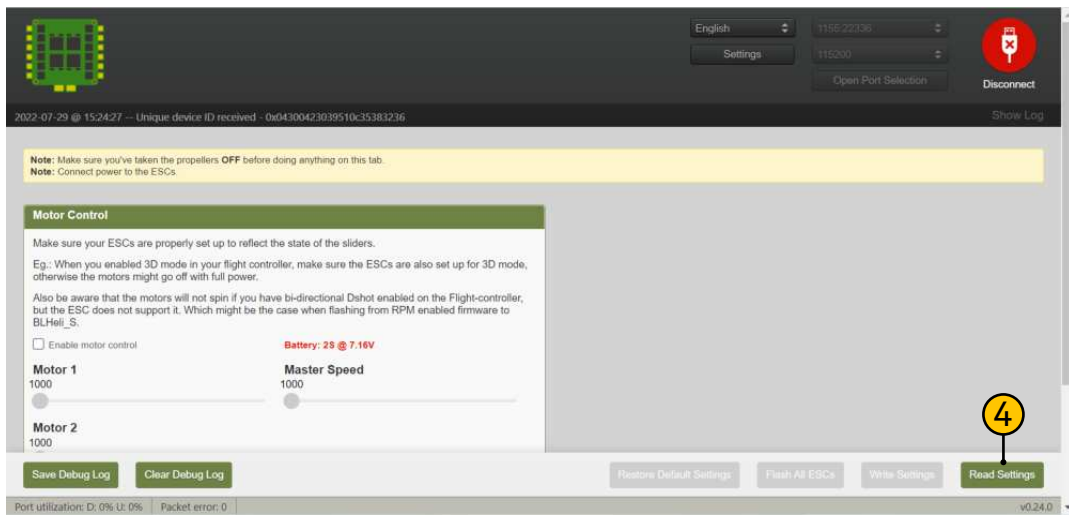 English
1155:22336
Settings
115200
Open Port Selection
Disconnect
2022-07-29 @ 15:24:27 -- Unique device ID received - 0x04300423039510c35383236
Show Log
Note: Make sure you've taken the propellers OFF before doing anything on this tab.
Note: Connect power to the ESCs.
Motor Control
Make sure your ESCs are properly set up to reflect the state of the sliders.
Eg.: When you enabled 3D mode in your flight controller, make sure the ESCs are also set up for 3D mode,
otherwise the motors might go off with full power.
Also be aware that the motors will not spin if you have bi-directional Dshot enabled on the Flight-controller,
but the ESC does not support it. Which might be the case when flashing from RPM enabled firmware to
BLHeli_S.
Enable motor control
Battery: 2S @ 7.16V
Motor 1
1000
Master Speed
1000
Motor 2
1000
4
Save Debug Log
Clear Debug Log
Restore Default Settings
Flash All ESCs
Write Settings
Read Settings
Port utilization: D: 0% U: 0%
Packet error: 0
v0.24.0